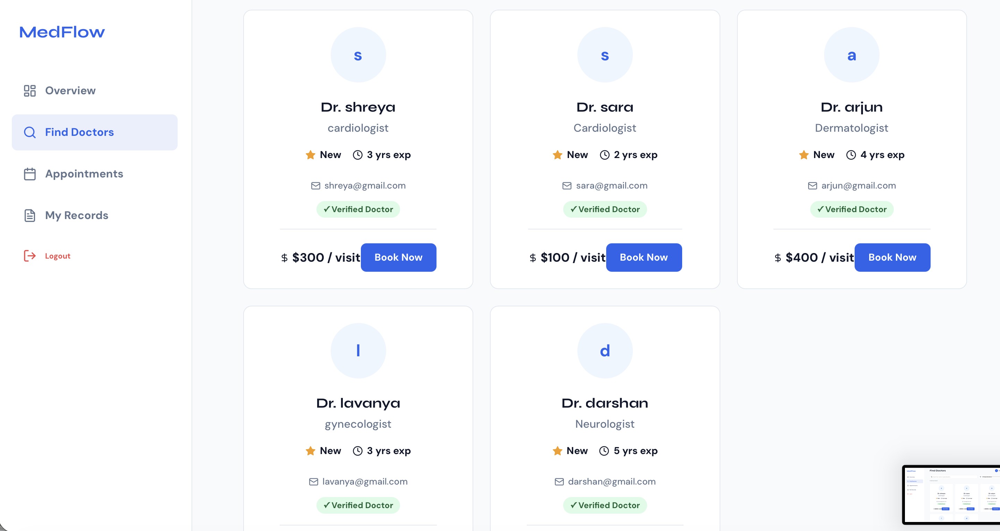 MedFlow
Overview
Find Doctors
Appointments
My Records
Logout
s
Dr. shreya
cardiologist
New 3 yrs exp
shreya@gmail.com
✓ Verified Doctor
$ $300 / visit Book Now
s
Dr. sara
Cardiologist
New 2 yrs exp
sara@gmail.com
✓ Verified Doctor
$ $100 / visit Book Now
a
Dr. arjun
Dermatologist
New 4 yrs exp
arjun@gmail.com
✓ Verified Doctor
$ $400 / visit Book Now
l
Dr. lavanya
gynecologist
New 3 yrs exp
lavanya@gmail.com
✓ Verified Doctor
d
Dr. darshan
Neurologist
New 5 yrs exp
darshan@gmail.com
✓ Verified Doctor
MedFlow
Find Doctors